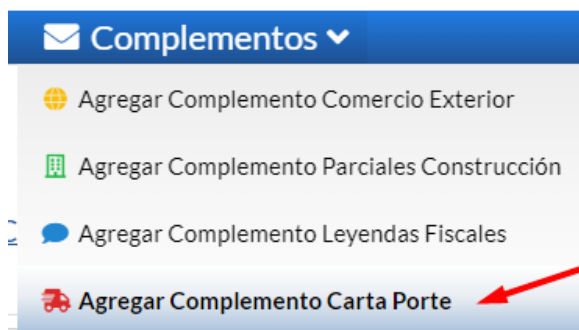 Complementos
Agregar Complemento Comercio Exterior
Agregar Complemento Parciales Construcción
Agregar Complemento Leyendas Fiscales
Agregar Complemento Carta Porte